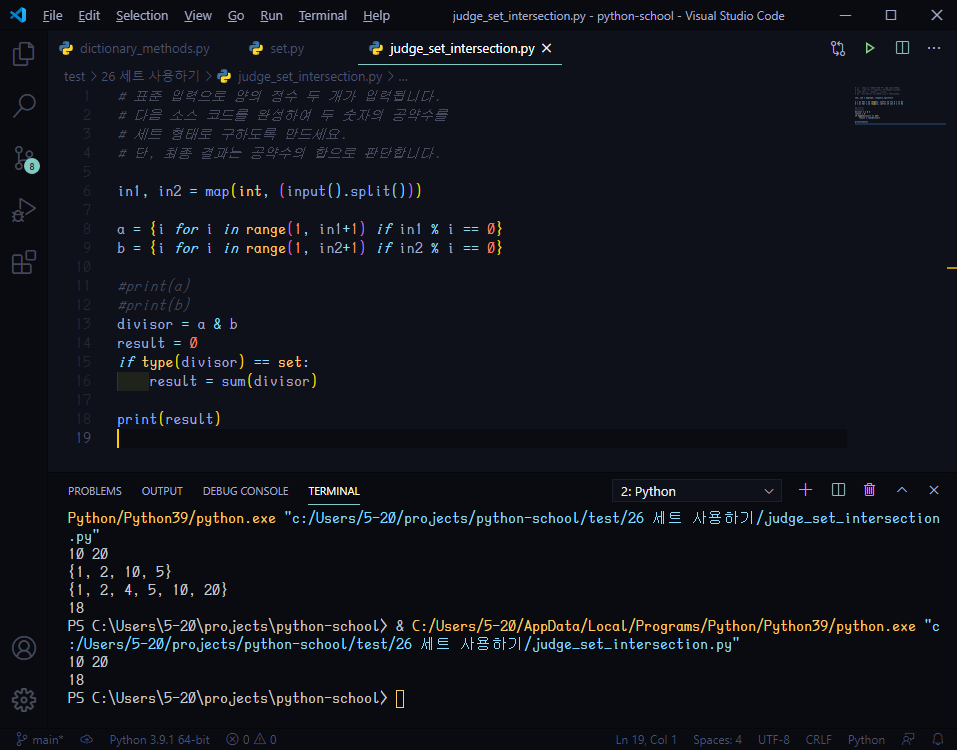 File Edit Selection View Go Run Terminal Help judge_set_intersection.py - python-school - Visual Studio Code
dictionary_methods.py set.py judge_set_intersection.py
test > 26 세트 사용하기 > judge_set_intersection.py > ...
1 # 표준 입력으로 양의 정수 두 개가 입력됩니다.
2 # 다음 소스 코드를 완성하여 두 숫자의 공약수를
3 # 세트 형태로 구하도록 만드세요.
4 # 단, 최종 결과는 공약수의 합으로 판단합니다.
5
6 in1, in2 = map(int, (input().split()))
7
8 a = {i for i in range(1, in1+1) if in1 % i == 0}
9 b = {i for i in range(1, in2+1) if in2 % i == 0}
10
11 #print(a)
12 #print(b)
13 divisor = a & b
14 result = 0
15 if type(divisor) == set:
16     result = sum(divisor)
17
18 print(result)
19
8
PROBLEMS OUTPUT DEBUG CONSOLE TERMINAL 2: Python
Python/Python39/python.exe "c:/Users/5-20/projects/python-school/test/26 세트 사용하기/judge_set_intersection
.py"
10 20
{1, 2, 10, 5}
{1, 2, 4, 5, 10, 20}
18
PS C:\Users\5-20\projects\python-school> & C:/Users/5-20/AppData/Local/Programs/Python/Python39/python.exe "c
:/Users/5-20/projects/python-school/test/26 세트 사용하기/judge_set_intersection.py"
10 20
18
PS C:\Users\5-20\projects\python-school>
main* Python 3.9.1 64-bit 0 0 Ln 19, Col 1 Spaces: 4 UTF-8 CRLF Python